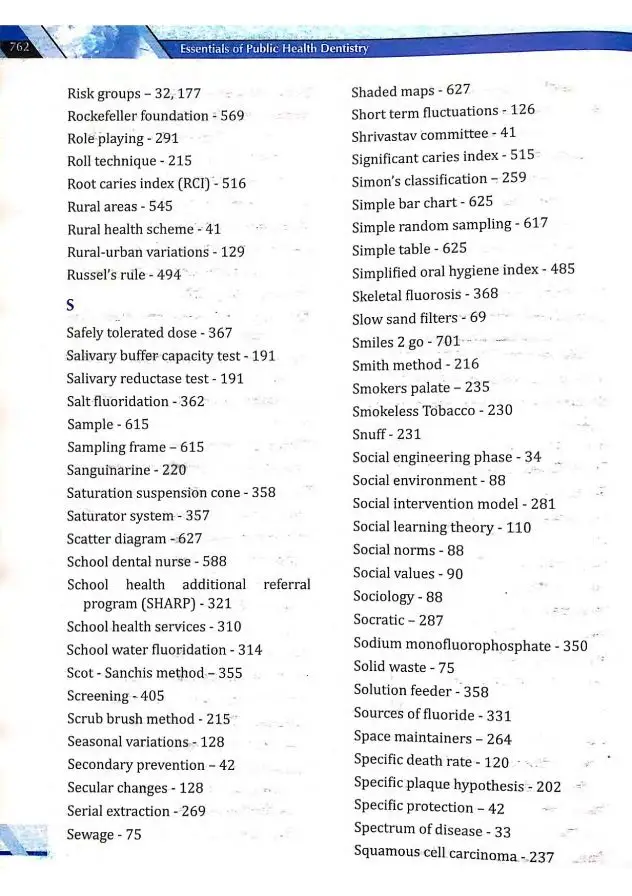 762
Essentials of Public Health Dentistry
Risk groups – 32, 177
Rockefeller foundation - 569
Role playing - 291
Roll technique - 215
Root caries index (RCI) - 516
Rural areas - 545
Rural health scheme - 41
Rural-urban variations - 129
Russel's rule - 494
S
Safely tolerated dose - 367
Salivary buffer capacity test - 191
Salivary reductase test - 191
Salt fluoridation - 362
Sample - 615
Sampling frame – 615
Sanguinarine - 220
Saturation suspension cone - 358
Saturator system - 357
Scatter diagram - 627
School dental nurse - 588
School health additional referral
program (SHARP) - 321
School health services - 310
School water fluoridation - 314
Scot - Sanchis method – 355
Screening - 405
Scrub brush method - 215
Seasonal variations - 128
Secondary prevention – 42
Secular changes - 128
Serial extraction - 269
Sewage - 75
Shaded maps - 627
Short term fluctuations - 126
Shrivastav committee - 41
Significant caries index - 515
Simon's classification – 259
Simple bar chart - 625
Simple random sampling - 617
Simple table - 625
Simplified oral hygiene index - 485
Skeletal fluorosis - 368
Slow sand filters - 69
Smiles 2 go - 701
Smith method - 216
Smokers palate – 235
Smokeless Tobacco - 230
Snuff - 231
Social engineering phase - 34
Social environment - 88
Social intervention model - 281
Social learning theory - 110
Social norms - 88
Social values - 90
Sociology - 88
Socratic – 287
Sodium monofluorophosphate - 350
Solid waste - 75
Solution feeder - 358
Sources of fluoride - 331
Space maintainers – 264
Specific death rate - 120
Specific plaque hypothesis - 202
Specific protection – 42
Spectrum of disease - 33
Squamous cell carcinoma - 237